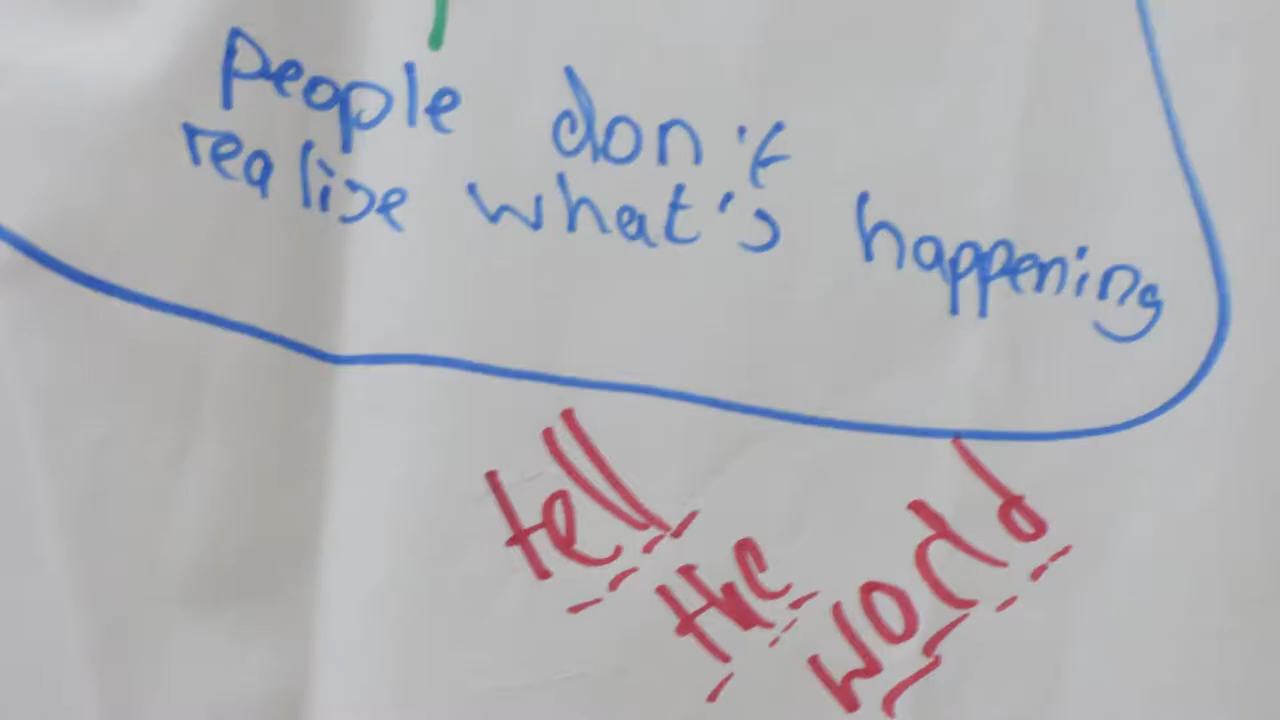 people don't
realise what's happening
tell
the
world